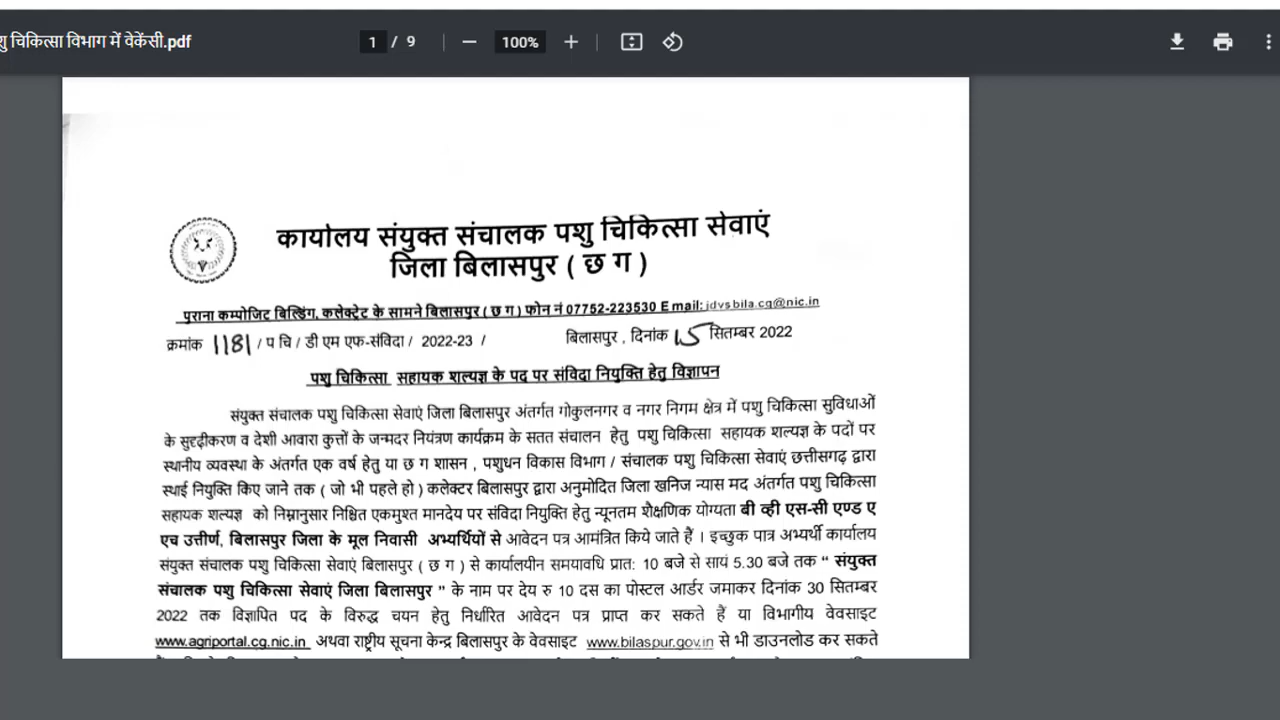 शु चिकित्सा विभाग में वेकेंसी.pdf
1 / 9
100%
कार्यालय संयुक्त संचालक पशु चिकित्सा सेवाएं
जिला बिलासपुर ( छ ग )
पुराना कम्पोजिट बिल्डिंग, कलेक्ट्रेट के सामने बिलासपुर ( छ ग ) फोन नं 07752-223530 E mail: jdvsbila.cg@nic.in
क्रमांक 1181 / प चि / डी एम एफ-संविदा / 2022-23 / बिलासपुर , दिनांक 15 सितम्बर 2022
पशु चिकित्सा सहायक शल्यज्ञ के पद पर संविदा नियुक्ति हेतु विज्ञापन
संयुक्त संचालक पशु चिकित्सा सेवाएं जिला बिलासपुर अंतर्गत गोकुलनगर व नगर निगम क्षेत्र में पशु चिकित्सा सुविधाओं
के सुदृढ़ीकरण व देशी आवारा कुत्तों के जन्मदर नियंत्रण कार्यक्रम के सतत संचालन हेतु पशु चिकित्सा सहायक शल्यज्ञ के पदों पर
स्थानीय व्यवस्था के अंतर्गत एक वर्ष हेतु या छ ग शासन , पशुधन विकास विभाग / संचालक पशु चिकित्सा सेवाएं छत्तीसगढ़ द्वारा
स्थाई नियुक्ति किए जाने तक ( जो भी पहले हो ) कलेक्टर बिलासपुर द्वारा अनुमोदित जिला खनिज न्यास मद अंतर्गत पशु चिकित्सा
सहायक शल्यज्ञ को निम्नानुसार निश्चित एकमुश्त मानदेय पर संविदा नियुक्ति हेतु न्यूनतम शैक्षणिक योग्यता बी व्ही एस-सी एण्ड ए
एच उत्तीर्ण, बिलासपुर जिला के मूल निवासी अभ्यर्थियों से आवेदन पत्र आमंत्रित किये जाते हैं । इच्छुक पात्र अभ्यर्थी कार्यालय
संयुक्त संचालक पशु चिकित्सा सेवाएं बिलासपुर ( छ ग ) से कार्यालयीन समयावधि प्रात: 10 बजे से सायं 5.30 बजे तक " संयुक्त
संचालक पशु चिकित्सा सेवाएं जिला बिलासपुर " के नाम पर देय रु 10 दस का पोस्टल आर्डर जमाकर दिनांक 30 सितम्बर
2022 तक विज्ञापित पद के विरुद्ध चयन हेतु निर्धारित आवेदन पत्र प्राप्त कर सकते हैं या विभागीय वेवसाइट
www.agriportal.cg.nic.in अथवा राष्ट्रीय सूचना केन्द्र बिलासपुर के वेवसाइट www.bilaspur.gov.in से भी डाउनलोड कर सकते